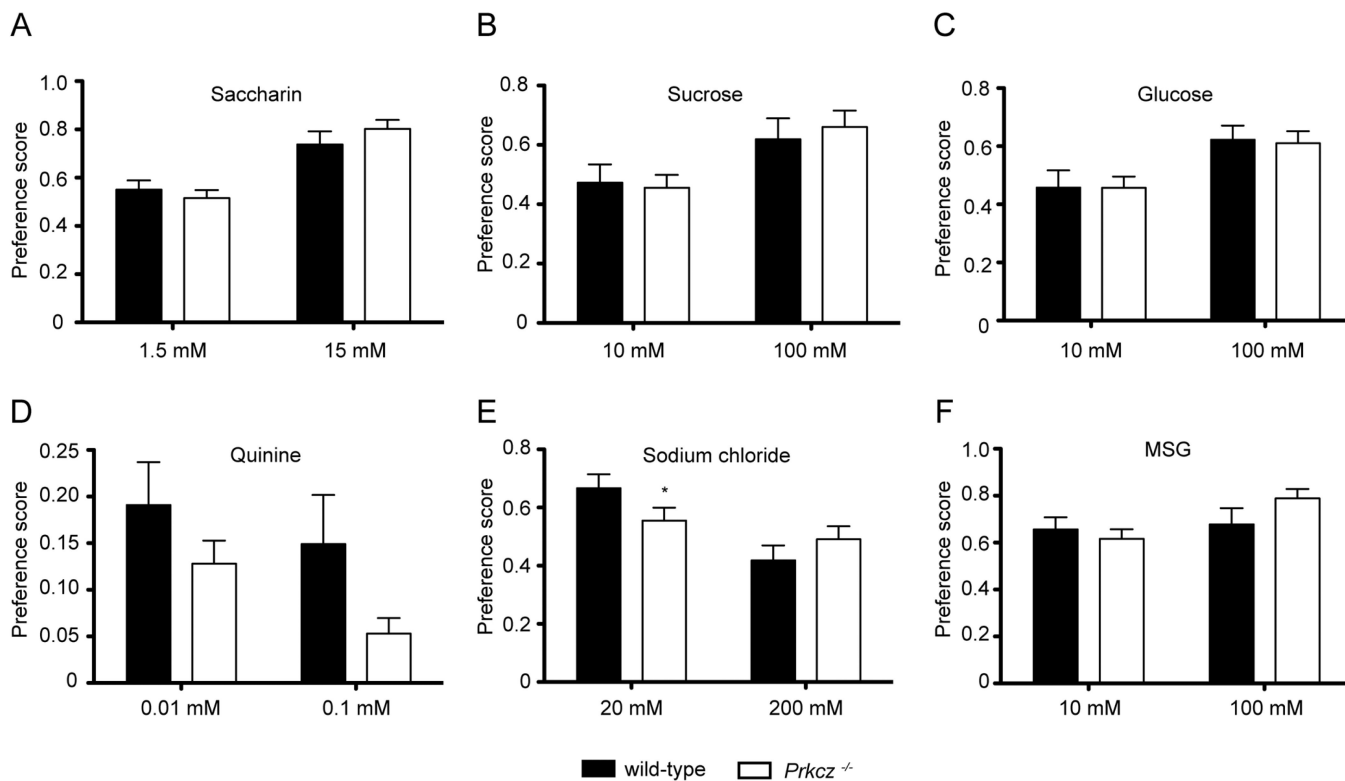 A
Saccharin
Preference score
1.0
0.8
0.6
0.4
0.2
0
1.5 mM
15 mM
B
Sucrose
Preference score
0.8
0.6
0.4
0.2
0
10 mM
100 mM
C
Glucose
Preference score
0.8
0.6
0.4
0.2
0
10 mM
100 mM
D
Quinine
Preference score
0.25
0.20
0.15
0.10
0.05
0
0.01 mM
0.1 mM
E
Sodium chloride
Preference score
0.8
0.6
0.4
0.2
0
*
20 mM
200 mM
F
MSG
Preference score
1.0
0.8
0.6
0.4
0.2
0
10 mM
100 mM
wild-type
Prkcz -/-